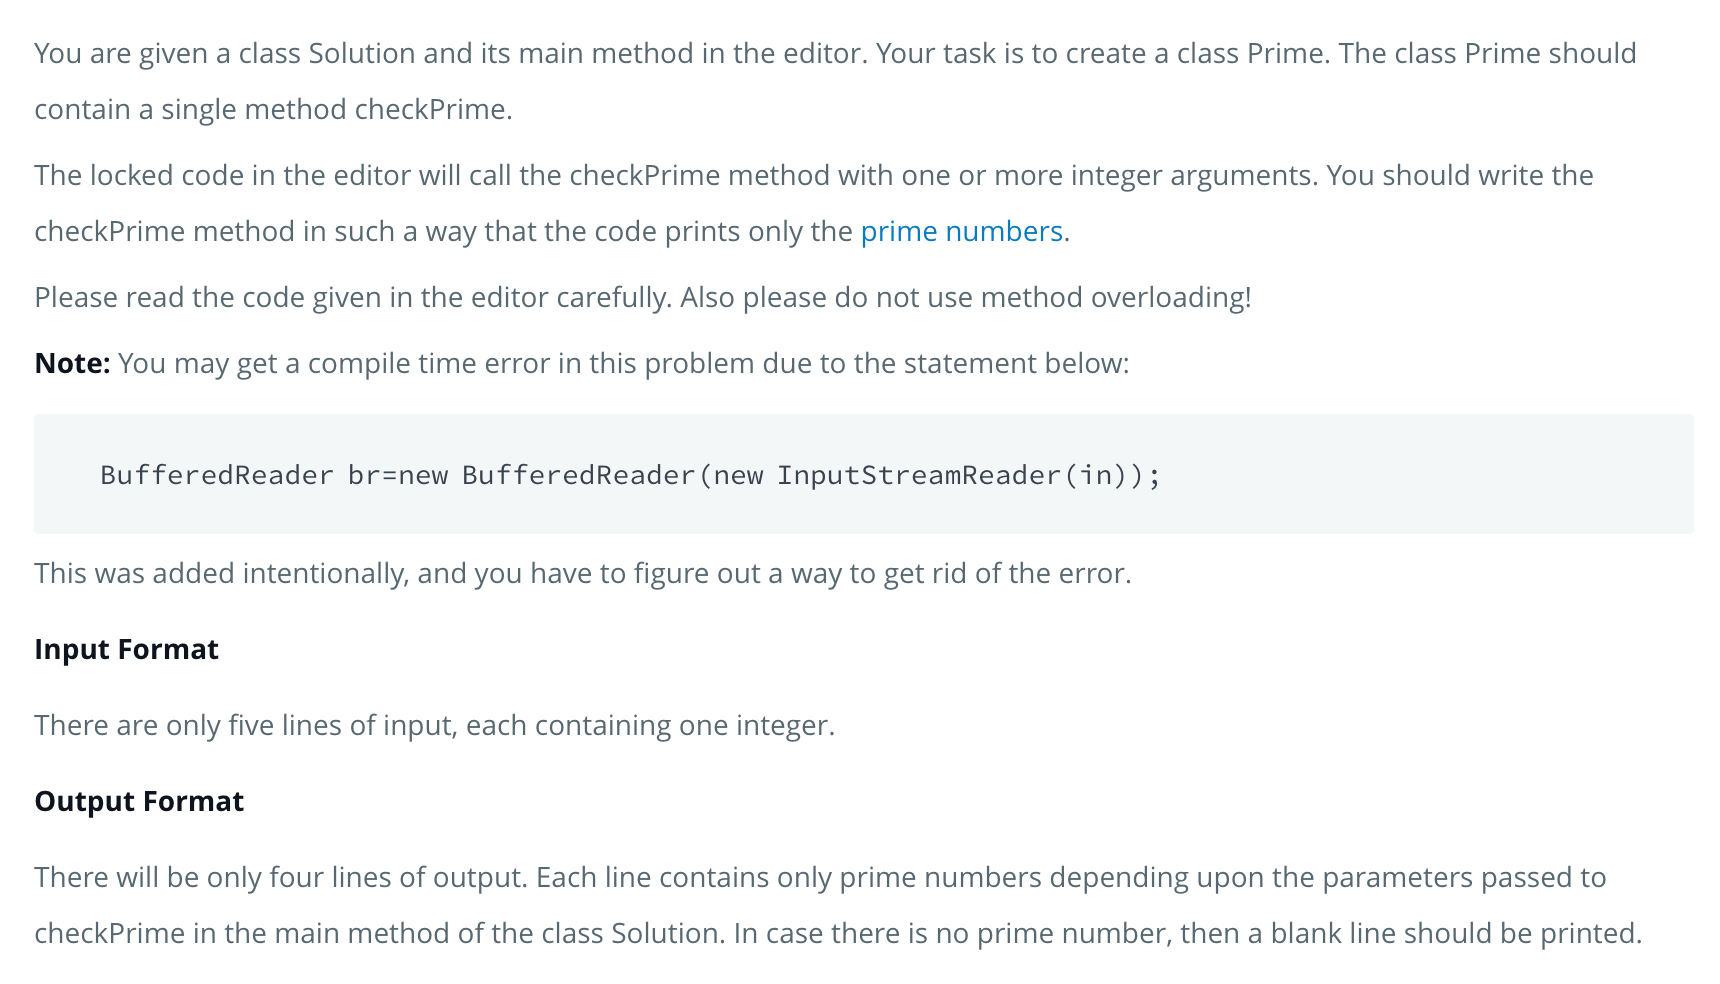 You are given a class Solution and its main method in the editor. Your task is to create a class Prime. The class Prime should
contain a single method checkPrime.
The locked code in the editor will call the checkPrime method with one or more integer arguments. You should write the
checkPrime method in such a way that the code prints only the prime numbers.
Please read the code given in the editor carefully. Also please do not use method overloading!
Note: You may get a compile time error in this problem due to the statement below:
BufferedReader br=new BufferedReader(new InputStreamReader(in));
This was added intentionally, and you have to figure out a way to get rid of the error.
Input Format
There are only five lines of input, each containing one integer.
Output Format
There will be only four lines of output. Each line contains only prime numbers depending upon the parameters passed to
checkPrime in the main method of the class Solution. In case there is no prime number, then a blank line should be printed.